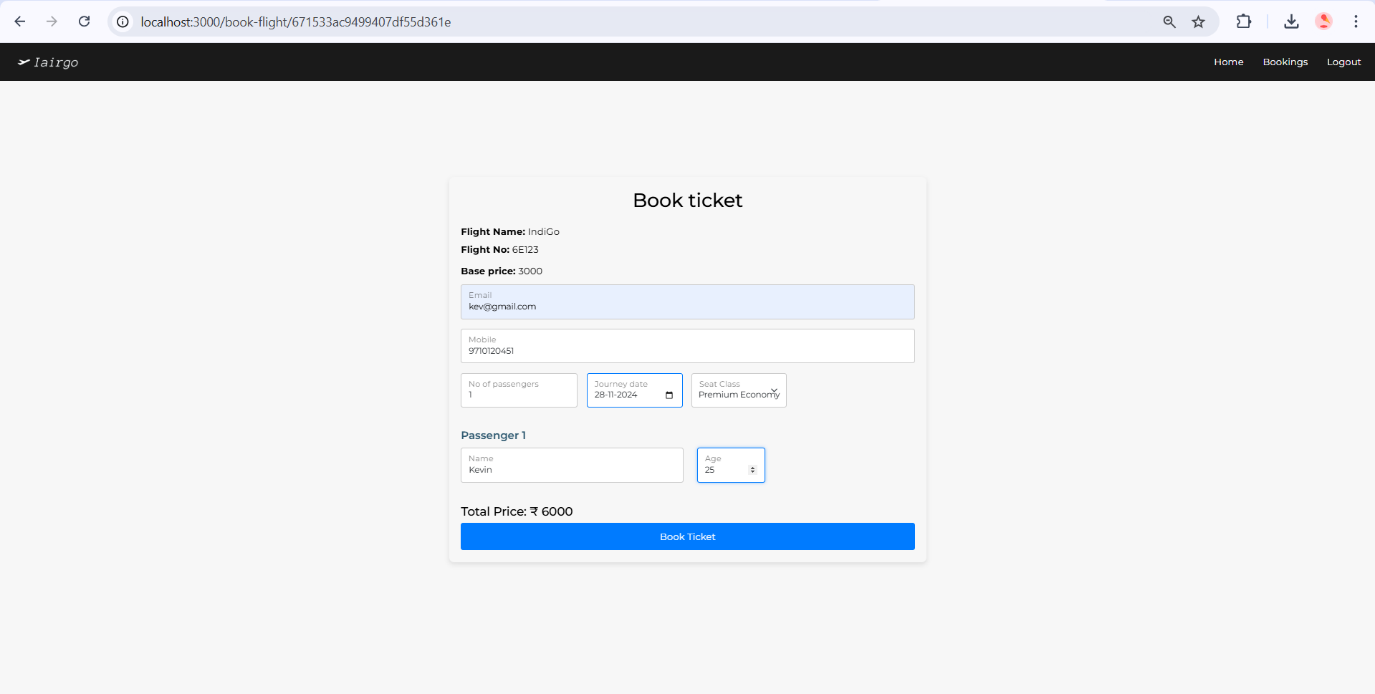 localhost:3000/book-flight/671533ac9499407df55d361e
Iairgo
Home Bookings Logout
Book ticket
Flight Name: IndiGo
Flight No: 6E123
Base price: 3000
Email
kev@gmail.com
Mobile
9710120451
No of passengers Journey date Seat Class
1 28-11-2024 Premium Economy
Passenger 1
Name Age
Kevin 25
Total Price: ₹ 6000
Book Ticket